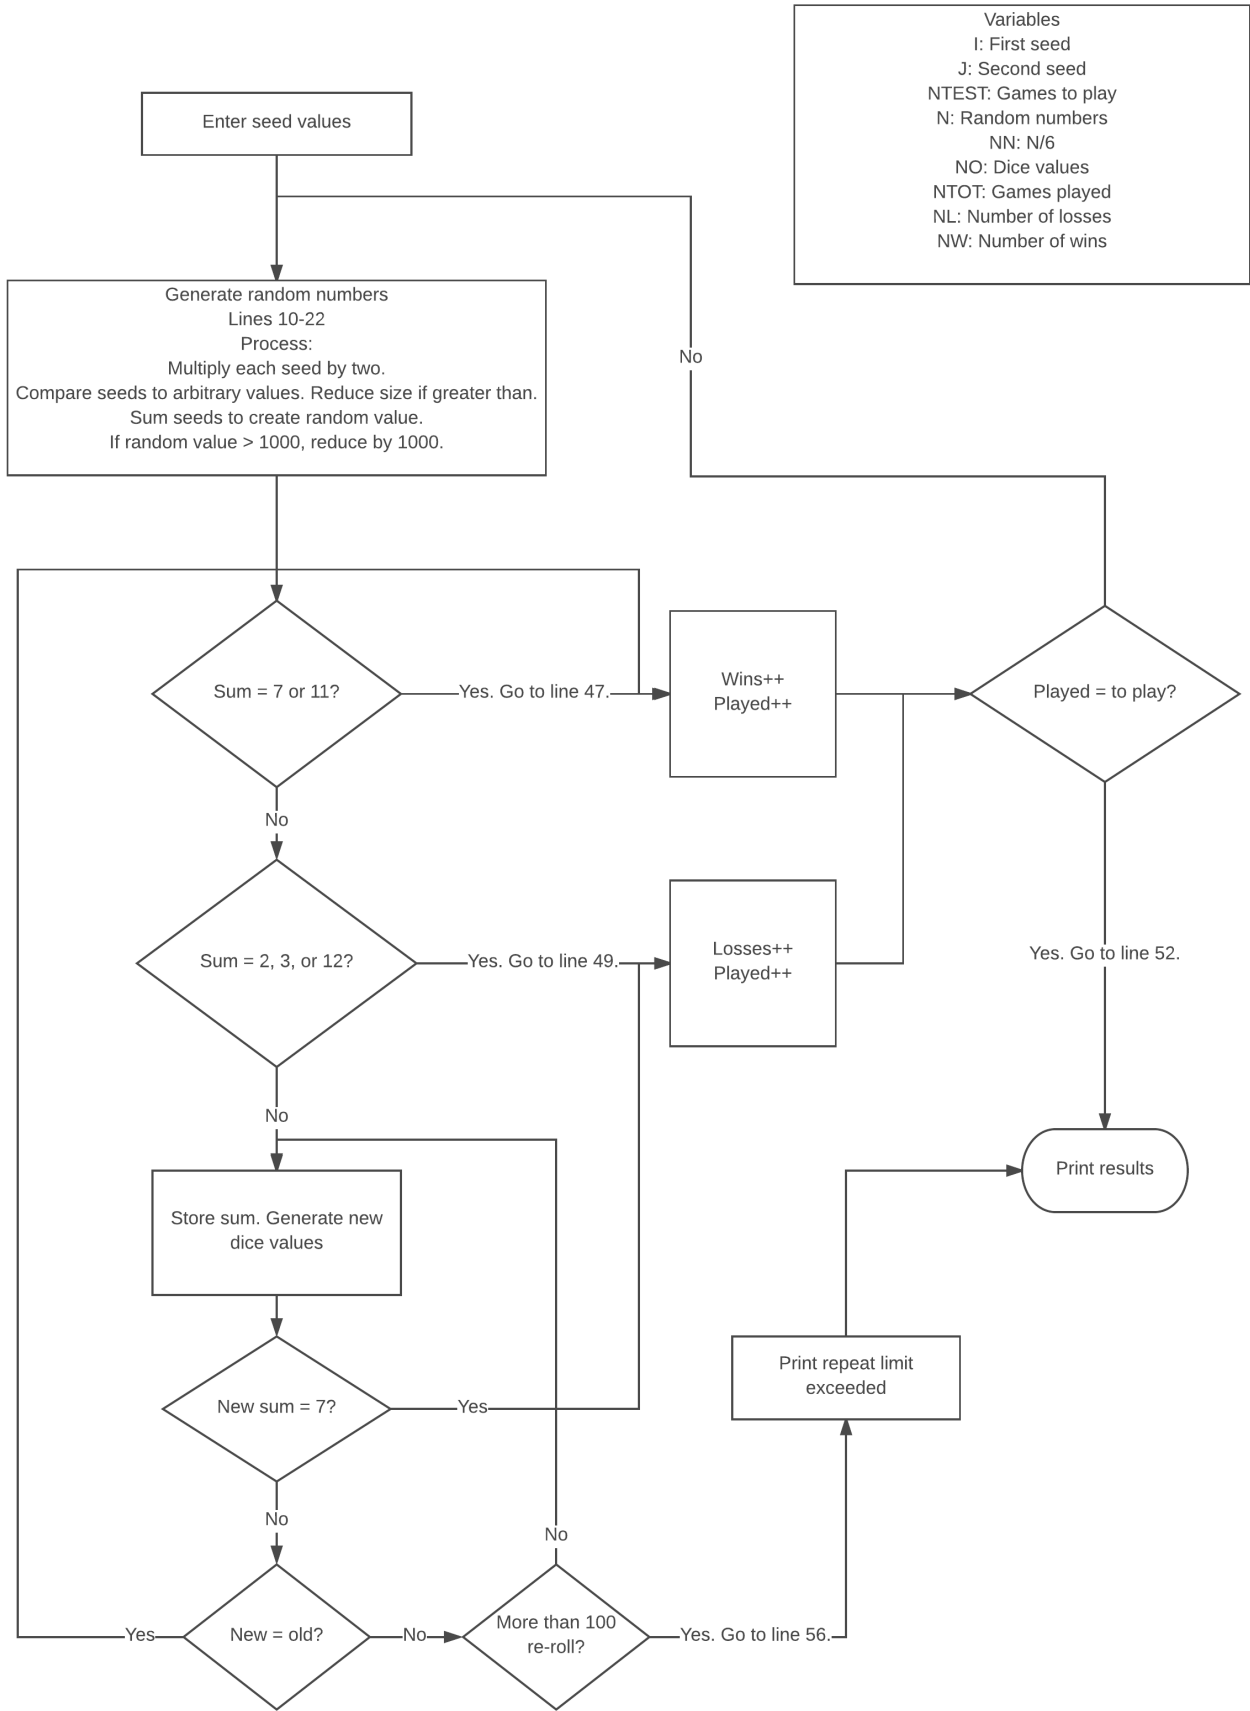 Variables
I: First seed
J: Second seed
NTEST: Games to play
N: Random numbers
NN: N/6
NO: Dice values
NTOT: Games played
NL: Number of losses
NW: Number of wins
Enter seed values
Generate random numbers
Lines 10-22
Process:
Multiply each seed by two.
Compare seeds to arbitrary values. Reduce size if greater than.
Sum seeds to create random value.
If random value > 1000, reduce by 1000.
No
Sum = 7 or 11?
Yes. Go to line 47.
Wins++
Played++
Played = to play?
No
Sum = 2, 3, or 12?
Yes. Go to line 49.
Losses++
Played++
Yes. Go to line 52.
No
Store sum. Generate new
dice values
Print results
New sum = 7?
Yes
Print repeat limit
exceeded
No
No
Yes
New = old?
No
More than 100
re-roll?
Yes. Go to line 56.